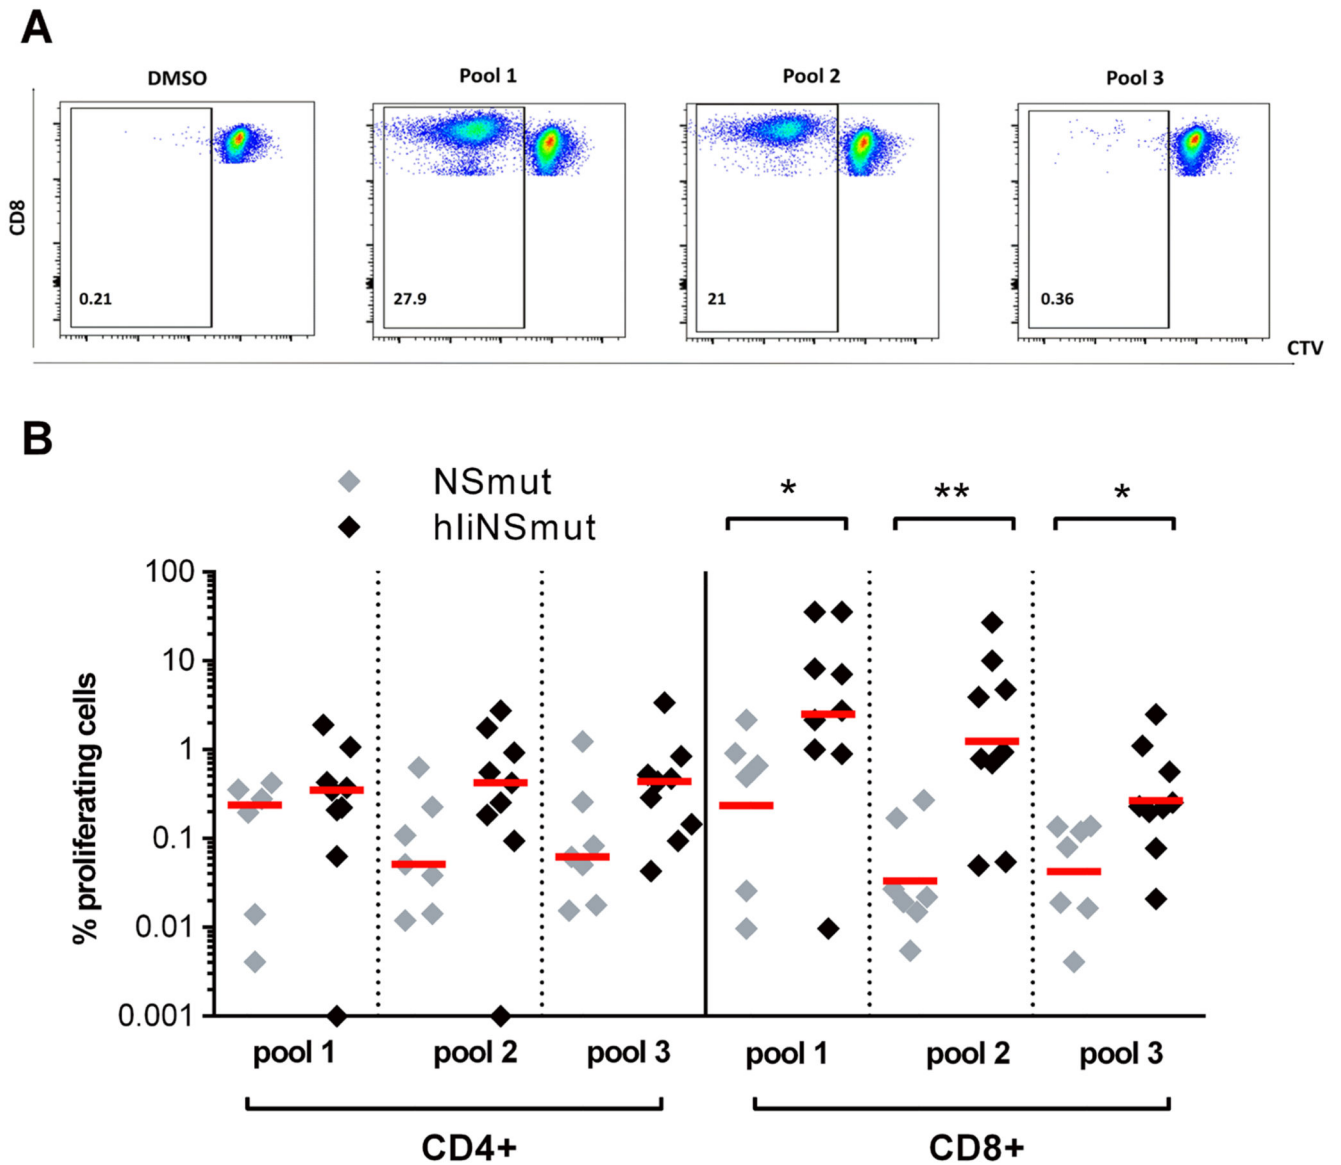 A
DMSO
Pool 1
Pool 2
Pool 3
CD8
0.21
27.9
21
0.36
CTV
B
NSmut
hIiNSmut
* ** *
100
10
1
0.1
0.01
0.001
% proliferating cells
pool 1 pool 2 pool 3 pool 1 pool 2 pool 3
CD4+ CD8+